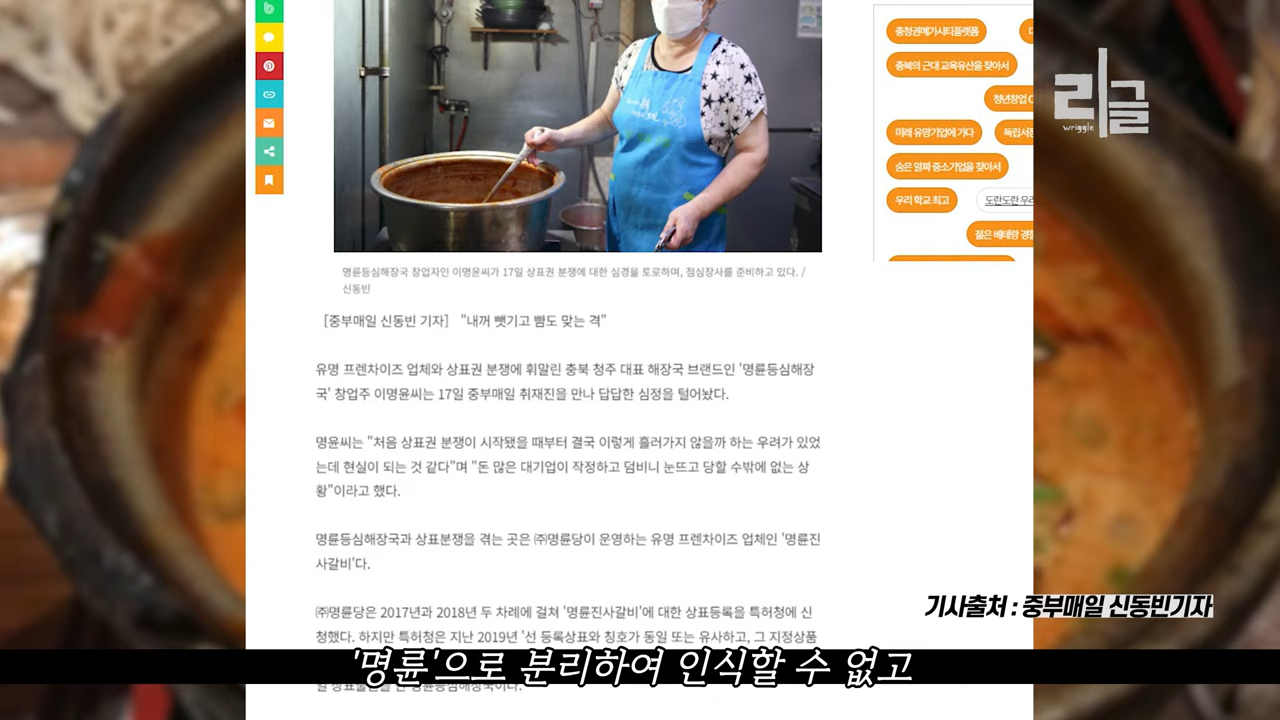 충청권메가시티플랫폼
충북의 근대 교육유산을 찾아서
청년창업
미래 유망기업에 가다
독립서점
숨은 알짜 중소기업을 찾아서
우리 학교 최고
도란도란 우리
젊은 베테랑 경찰
리글
wriggle
명륜등심해장국 창업자인 이명윤씨가 17일 상표권 분쟁에 대한 심경을 토로하며, 점심장사를 준비하고 있다. /
신동빈
[중부매일 신동빈 기자] "내꺼 뺏기고 뺨도 맞는 격"
유명 프렌차이즈 업체와 상표권 분쟁에 휘말린 충북 청주 대표 해장국 브랜드인 '명륜등심해장
국' 창업주 이명윤씨는 17일 중부매일 취재진을 만나 답답한 심정을 털어놨다.
명윤씨는 "처음 상표권 분쟁이 시작됐을 때부터 결국 이렇게 흘러가지 않을까 하는 우려가 있었
는데 현실이 되는 것 같다"며 "돈 많은 대기업이 작정하고 덤비니 눈뜨고 당할 수밖에 없는 상
황"이라고 했다.
명륜등심해장국과 상표분쟁을 겪는 곳은 ㈜명륜당이 운영하는 유명 프렌차이즈 업체인 '명륜진
사갈비'다.
㈜명륜당은 2017년과 2018년 두 차례에 걸쳐 '명륜진사갈비'에 대한 상표등록을 특허청에 신
청했다. 하지만 특허청은 지난 2019년 '선 등록상표와 칭호가 동일 또는 유사하고, 그 지정상품
기사출처 : 중부매일 신동빈기자
'명륜'으로 분리하여 인식할 수 없고